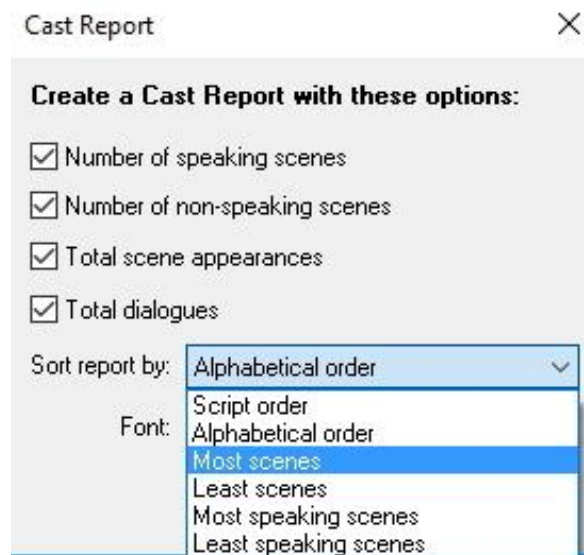 Cast Report
Create a Cast Report with these options:
Number of speaking scenes
Number of non-speaking scenes
Total scene appearances
Total dialogues
Sort report by: Alphabetical order
Script order
Font:
Alphabetical order
Most scenes
Least scenes
Most speaking scenes
Least speaking scenes